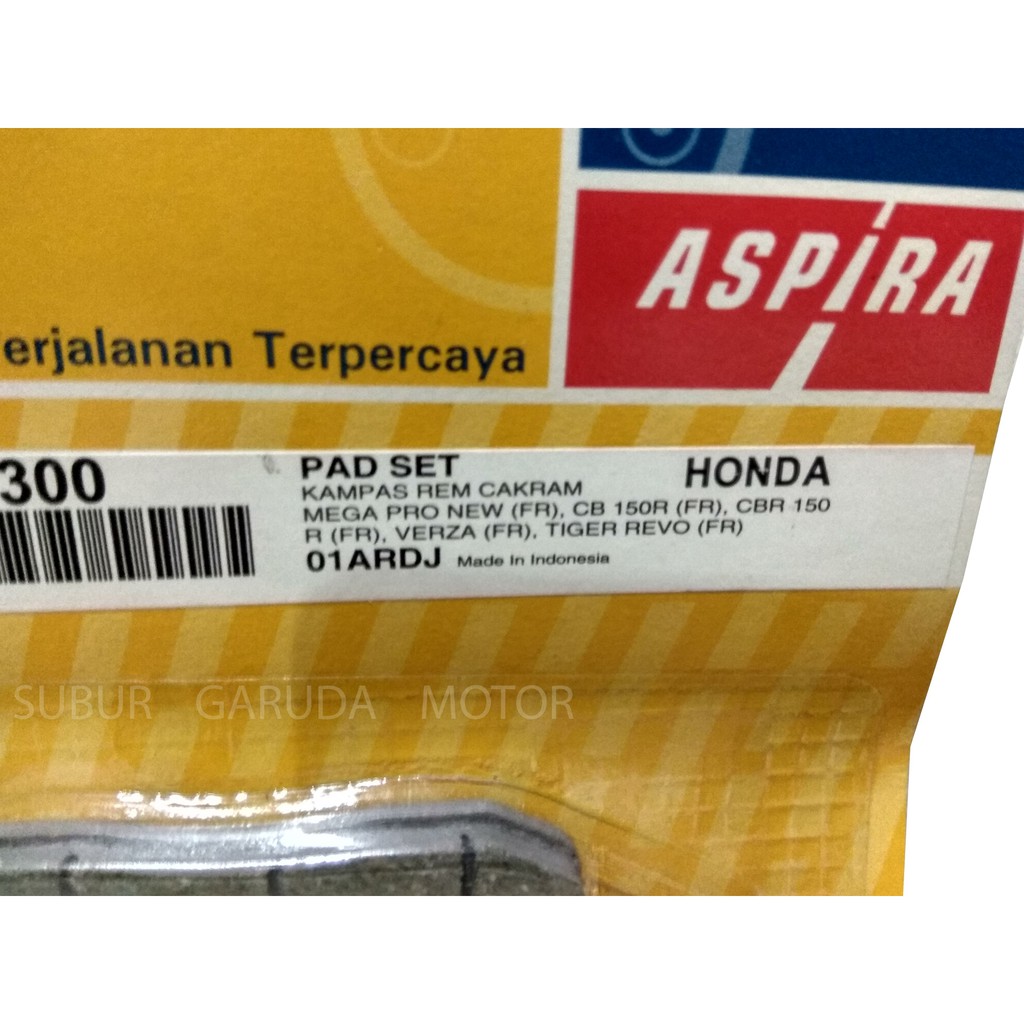 ASPIRA
erjalanan Terpercaya
300
PAD SET HONDA
KAMPAS REM CAKRAM
MEGA PRO NEW (FR), CB 150R (FR), CBR 150
R (FR), VERZA (FR), TIGER REVO (FR)
01ARDJ Made In Indonesia
SUBUR GARUDA MOTOR